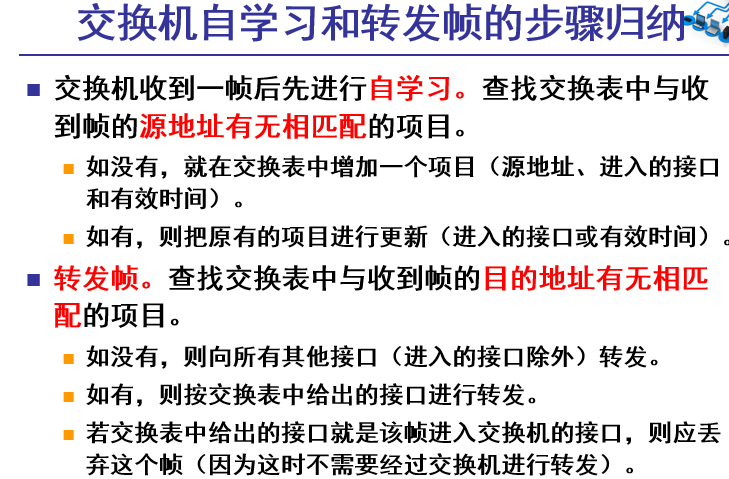 交换机自学习和转发帧的步骤归纳
交换机收到一帧后先进行自学习。查找交换表中与收
到帧的源地址有无相匹配的项目。
如没有，就在交换表中增加一个项目（源地址、进入的接口
和有效时间）。
如有，则把原有的项目进行更新（进入的接口或有效时间）。
转发帧。查找交换表中与收到帧的目的地址有无相匹
配的项目。
如没有，则向所有其他接口（进入的接口除外）转发。
如有，则按交换表中给出的接口进行转发。
若交换表中给出的接口就是该帧进入交换机的接口，则应丢
弃这个帧（因为这时不需要经过交换机进行转发）。